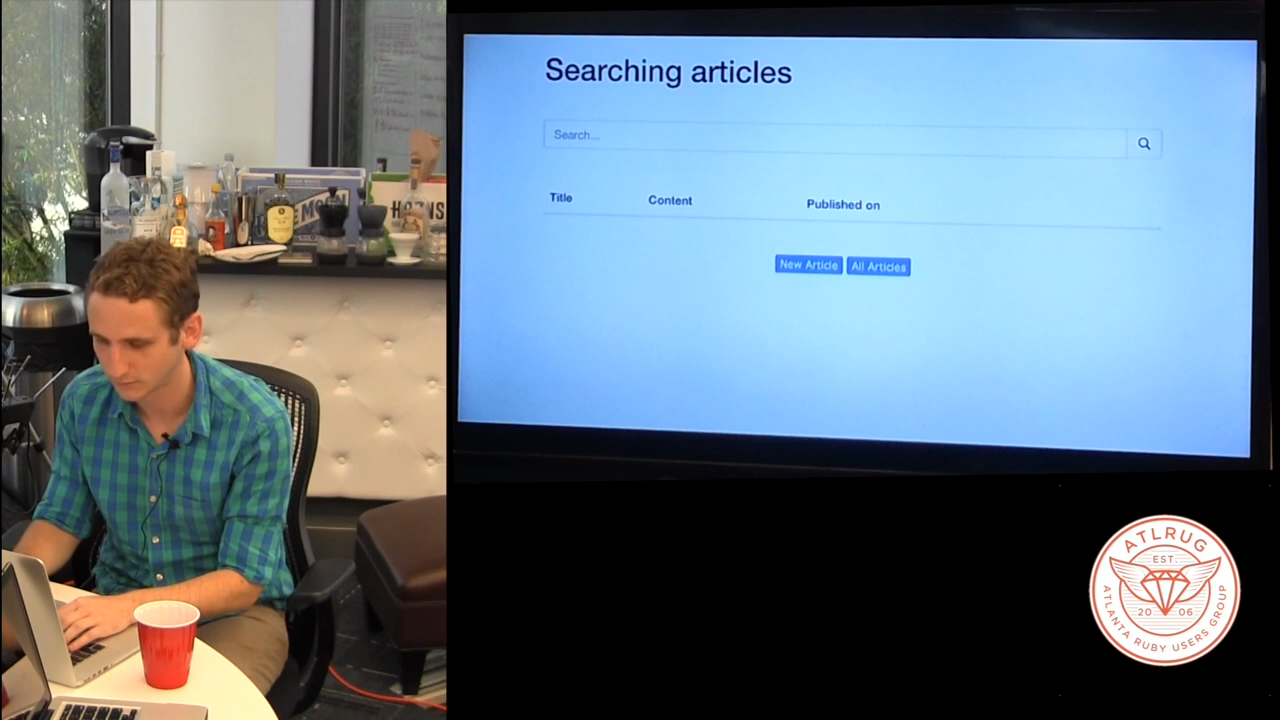 Searching articles
Search...
Title Content Published on
New Article All Articles
ATLRUG
EST.
20 06
ATLANTA RUBY USERS GROUP